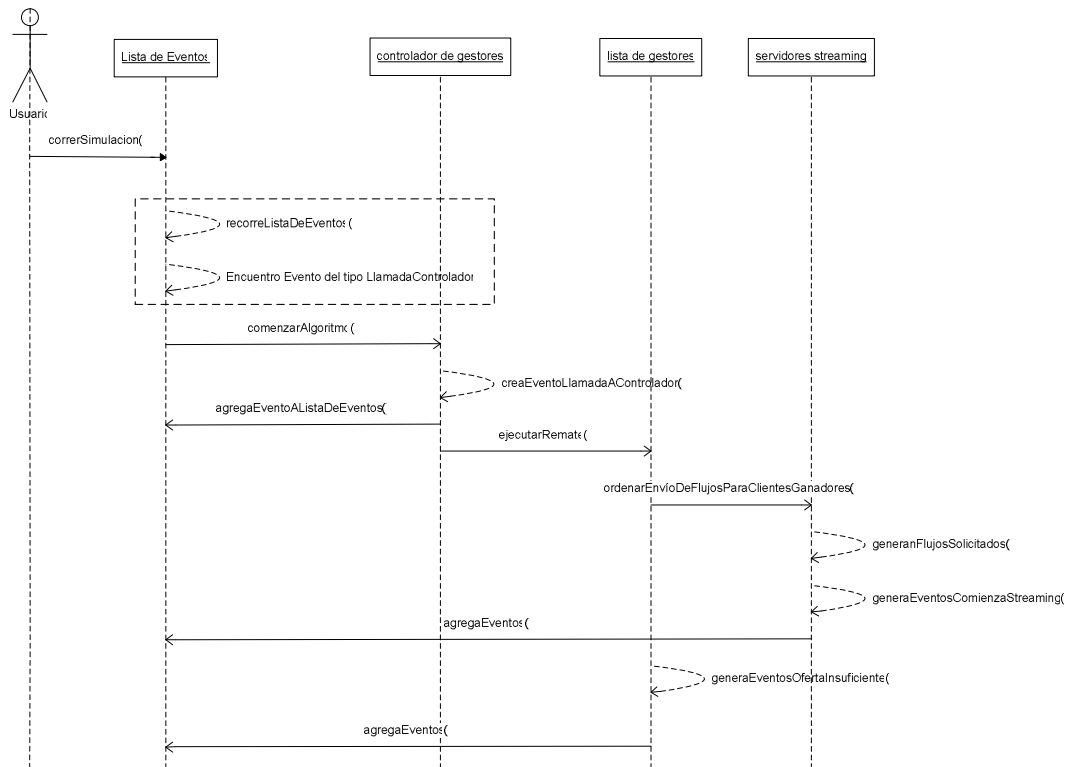 Lista de Eventos
controlador de gestores
lista de gestores
servidores streaming
Usuario
correrSimulacion(
recorreListaDeEventos(
Encuentro Evento del tipo LlamadaControlador
comenzarAlgoritmo(
creaEventoLlamadaAControlador(
agregaEventoAListaDeEventos(
ejecutarRemate(
ordenarEnvíoDeFlujosParaClientesGanadores(
generanFlujosSolicitados(
generaEventosComienzaStreaming(
agregaEventos(
generaEventosOfertaInsuficiente(
agregaEventos(